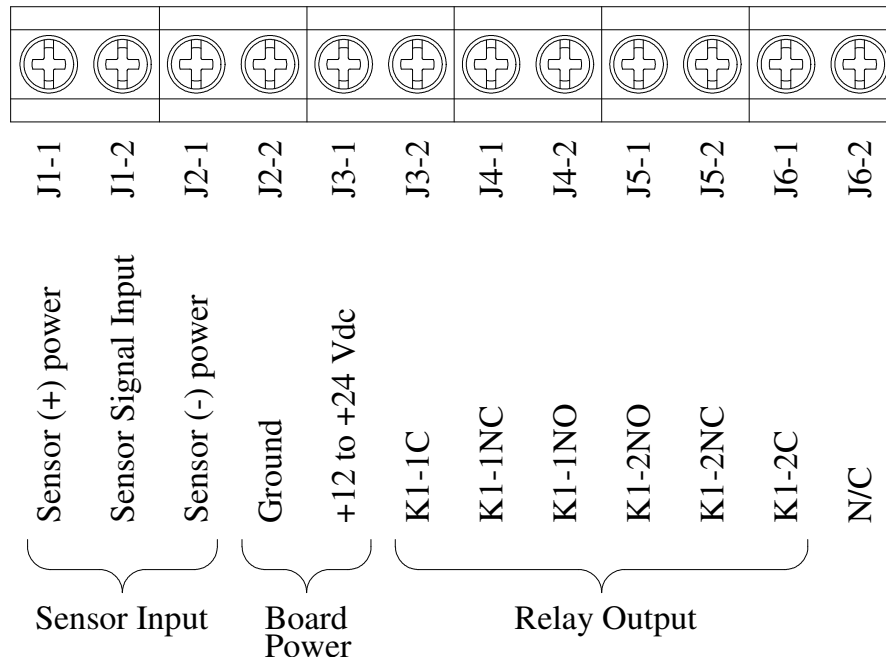 J1-1
J1-2
J2-1
J2-2
J3-1
J3-2
J4-1
J4-2
J5-1
J5-2
J6-1
J6-2
Sensor (+) power
Sensor Signal Input
Sensor (-) power
Ground
+12 to +24 Vdc
K1-1C
K1-1NC
K1-1NO
K1-2NO
K1-2NC
K1-2C
N/C
Sensor Input
Board
Power
Relay Output